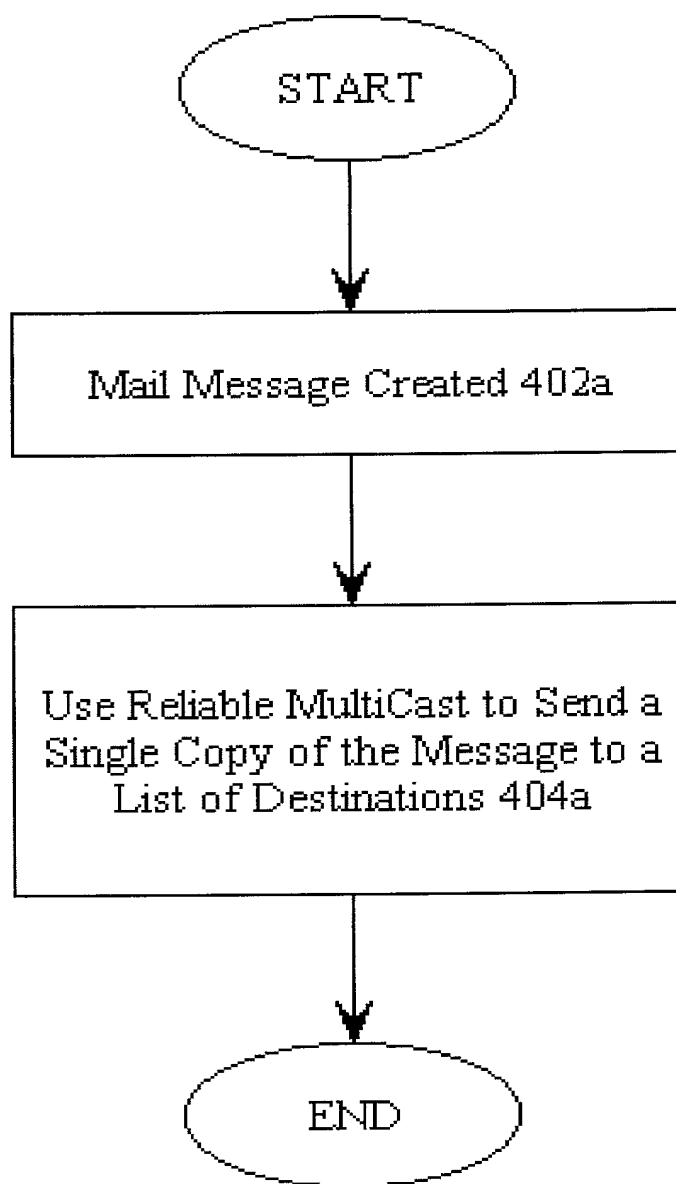 START
Mail Message Created 402a
Use Reliable MultiCast to Send a
Single Copy of the Message to a
List of Destinations 404a
END